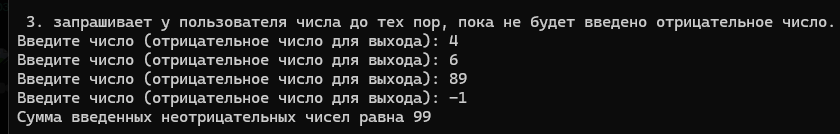 3. запрашивает у пользователя числа до тех пор, пока не будет введено отрицательное число.
Введите число (отрицательное число для выхода): 4
Введите число (отрицательное число для выхода): 6
Введите число (отрицательное число для выхода): 89
Введите число (отрицательное число для выхода): -1
Сумма введенных неотрицательных чисел равна 99